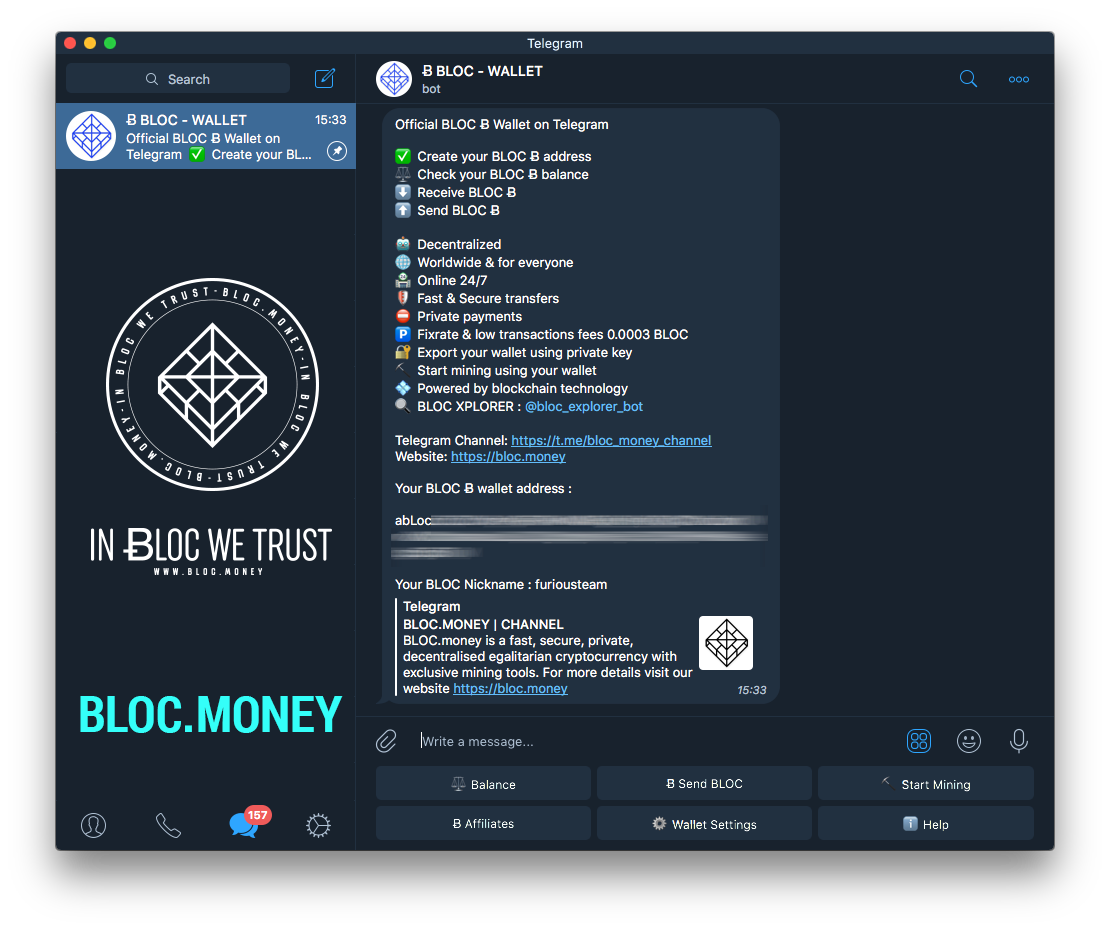 Telegram
Search
Ƀ BLOC - WALLET
15:33
Official BLOC Ƀ Wallet on
Telegram ✅ Create your BL...
IN BLOC WE TRUST-BLOC.MONEY-IN BLOC WE TRUST-BLOC.MONEY-
IN ɃLOC WE TRUST
WWW.BLOC.MONEY
BLOC.MONEY
157
Ƀ BLOC - WALLET
bot
Official BLOC Ƀ Wallet on Telegram
✅ Create your BLOC Ƀ address
⚖ Check your BLOC Ƀ balance
⬇ Receive BLOC Ƀ
⬆ Send BLOC Ƀ
🤖 Decentralized
🌐 Worldwide & for everyone
Online 24/7
Fast & Secure transfers
⛔ Private payments
🅿 Fixrate & low transactions fees 0.0003 BLOC
🔐 Export your wallet using private key
⛏ Start mining using your wallet
💠 Powered by blockchain technology
🔍 BLOC XPLORER : @bloc_explorer_bot
Telegram Channel: https://t.me/bloc_money_channel
Website: https://bloc.money
Your BLOC Ƀ wallet address :
abLoc
Your BLOC Nickname : furiousteam
Telegram
BLOC.MONEY | CHANNEL
BLOC.money is a fast, secure, private,
decentralised egalitarian cryptocurrency with
exclusive mining tools. For more details visit our
website https://bloc.money
15:33
Write a message...
⚖ Balance
Ƀ Send BLOC
⛏ Start Mining
Ƀ Affiliates
⚙ Wallet Settings
ℹ Help